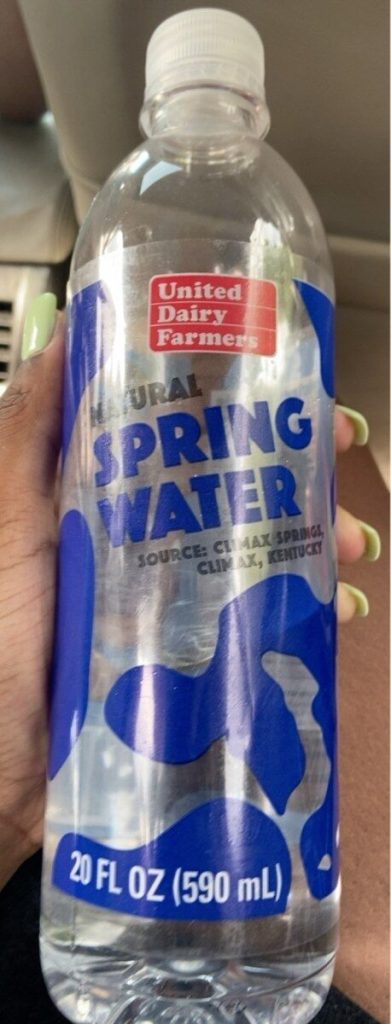 United
Dairy
Farmers
NATURAL
SPRING
WATER
SOURCE: CLIMAX SPRINGS,
CLIMAX, KENTUCKY
20 FL OZ (590 mL)